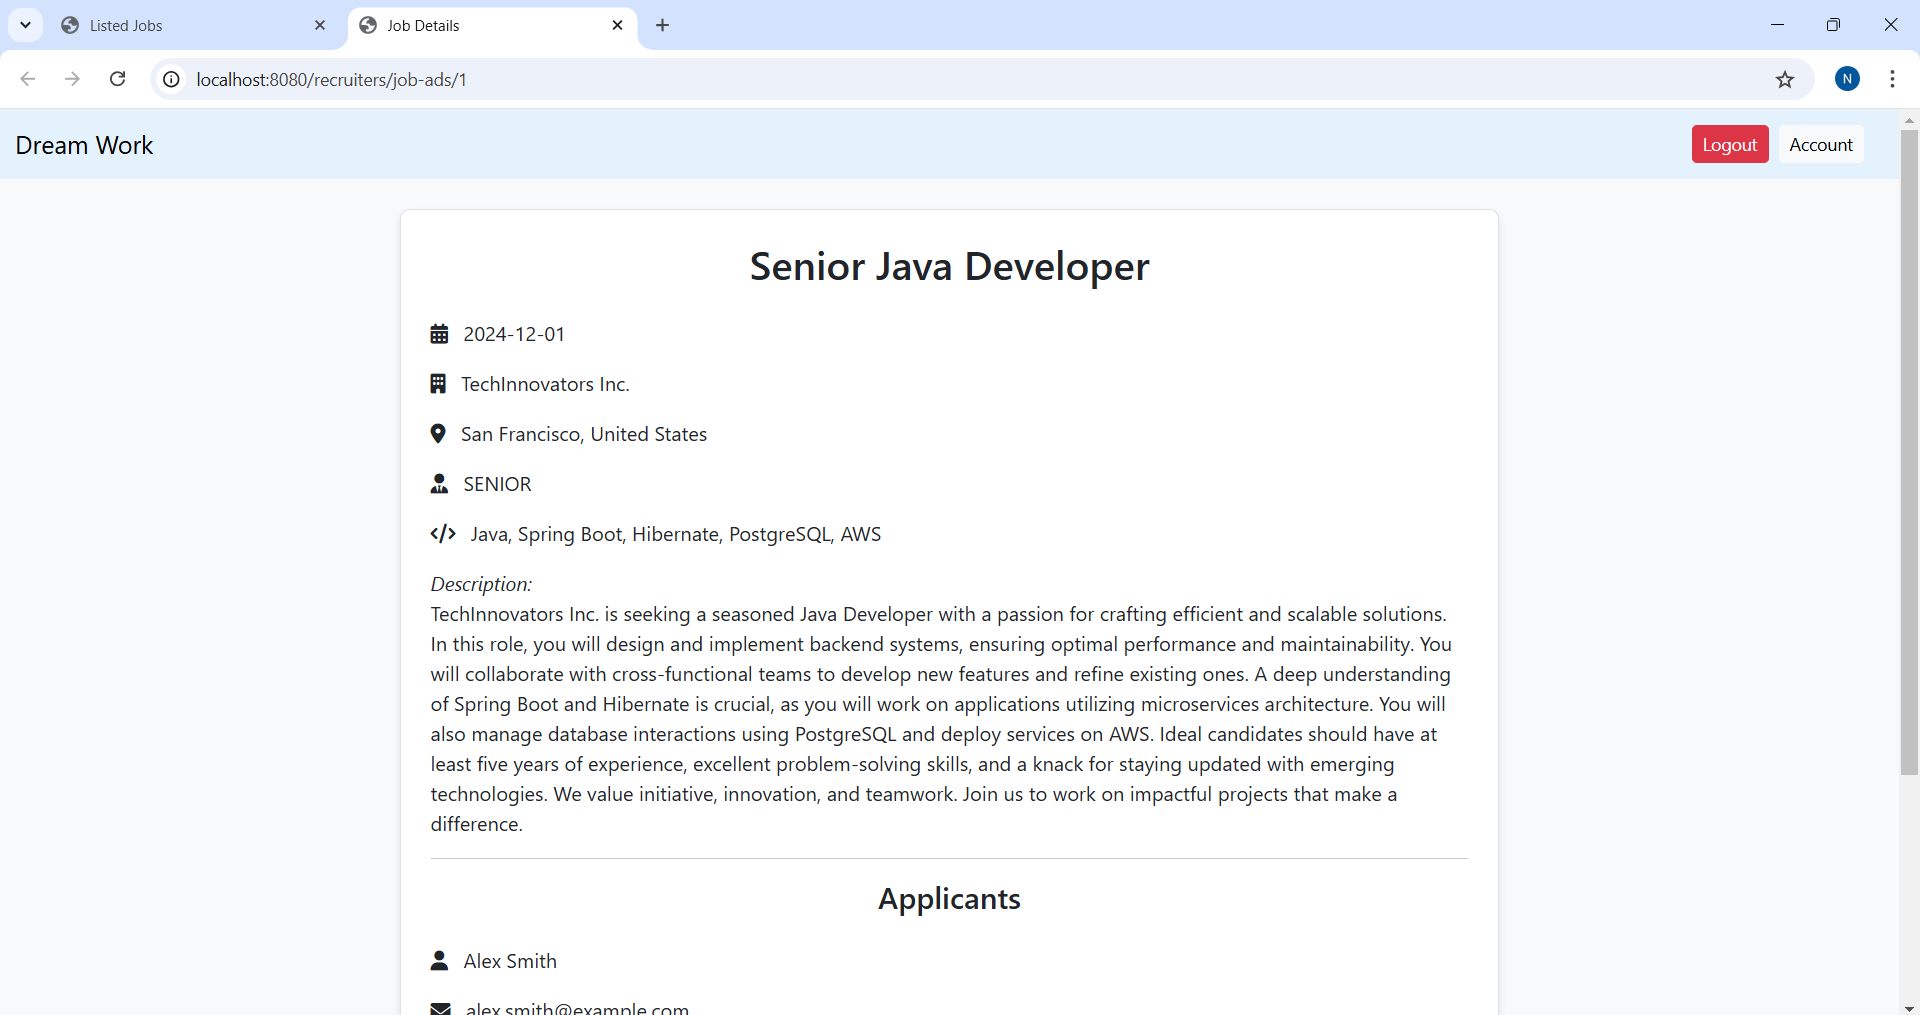 Listed Jobs
Job Details
localhost:8080/recruiters/job-ads/1
N
Dream Work
Logout
Account
Senior Java Developer
2024-12-01
TechInnovators Inc.
San Francisco, United States
SENIOR
Java, Spring Boot, Hibernate, PostgreSQL, AWS
Description:
TechInnovators Inc. is seeking a seasoned Java Developer with a passion for crafting efficient and scalable solutions.
In this role, you will design and implement backend systems, ensuring optimal performance and maintainability. You
will collaborate with cross-functional teams to develop new features and refine existing ones. A deep understanding
of Spring Boot and Hibernate is crucial, as you will work on applications utilizing microservices architecture. You will
also manage database interactions using PostgreSQL and deploy services on AWS. Ideal candidates should have at
least five years of experience, excellent problem-solving skills, and a knack for staying updated with emerging
technologies. We value initiative, innovation, and teamwork. Join us to work on impactful projects that make a
difference.
Applicants
Alex Smith
alex.smith@example.com